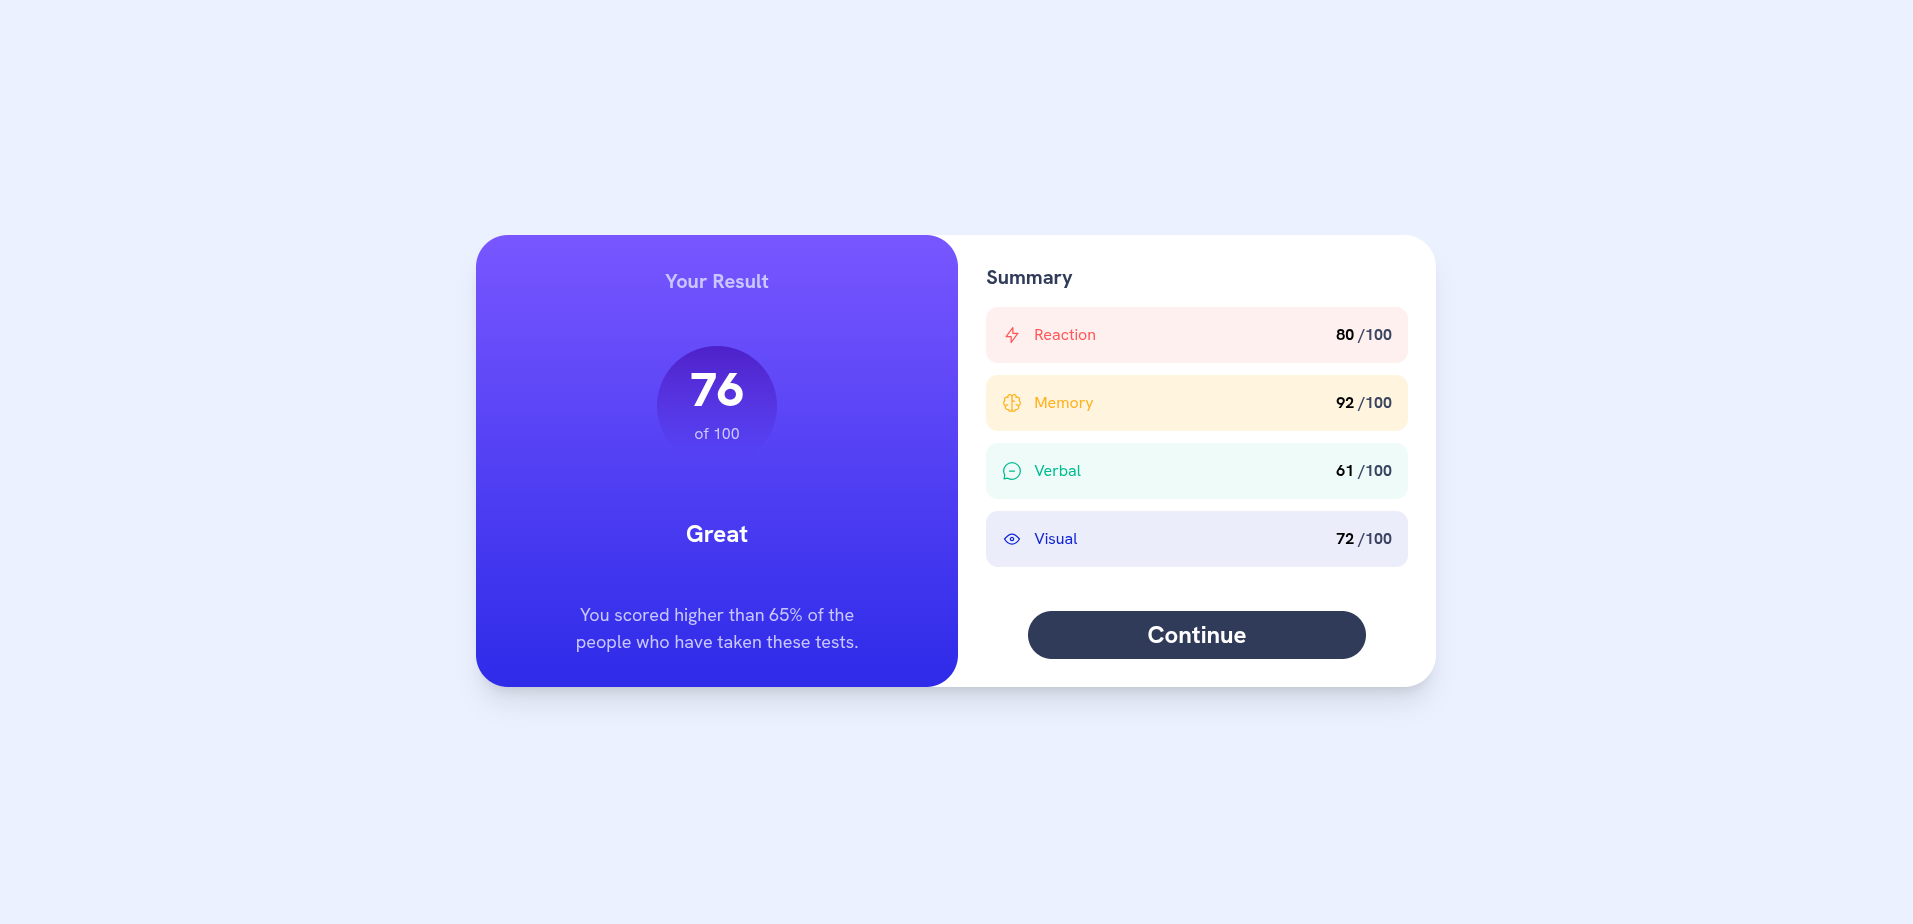 Your Result
76
of 100
Great
You scored higher than 65% of the
people who have taken these tests.
Summary
Reaction 80 /100
Memory 92 /100
Verbal 61 /100
Visual 72 /100
Continue